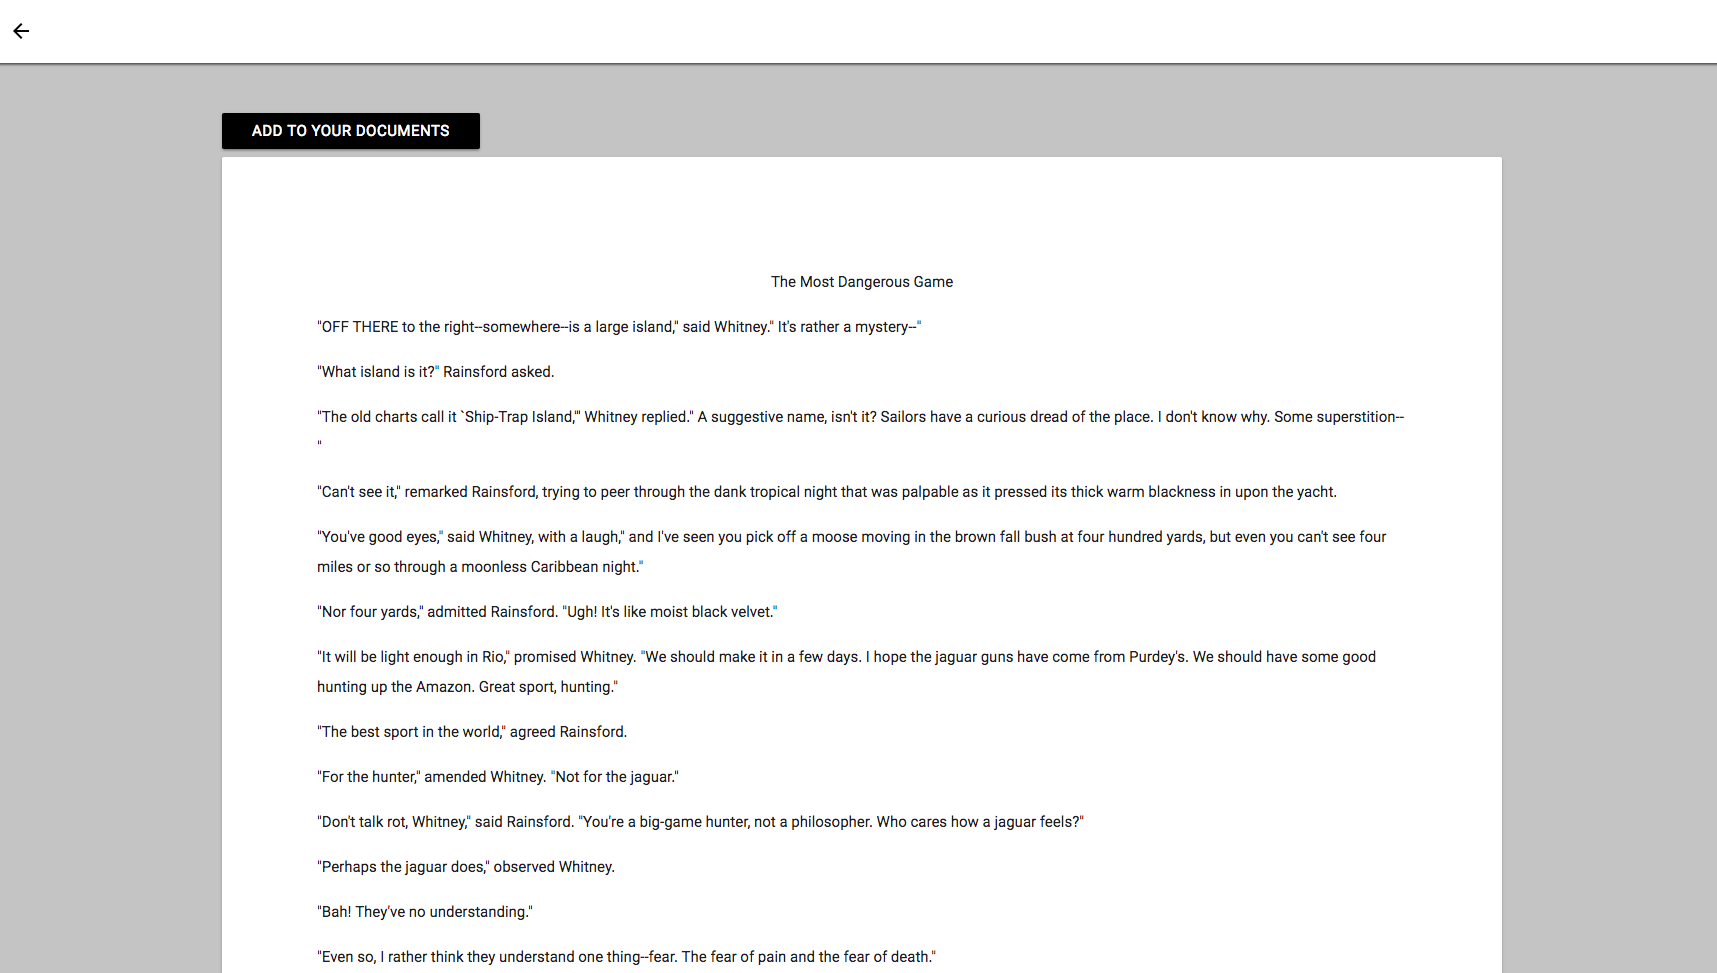 ADD TO YOUR DOCUMENTS
The Most Dangerous Game
"OFF THERE to the right--somewhere--is a large island," said Whitney." It's rather a mystery--"
"What island is it?" Rainsford asked.
"The old charts call it `Ship-Trap Island,"' Whitney replied." A suggestive name, isn't it? Sailors have a curious dread of the place. I don't know why. Some superstition--
"
"Can't see it," remarked Rainsford, trying to peer through the dank tropical night that was palpable as it pressed its thick warm blackness in upon the yacht.
"You've good eyes," said Whitney, with a laugh," and I've seen you pick off a moose moving in the brown fall bush at four hundred yards, but even you can't see four
miles or so through a moonless Caribbean night."
"Nor four yards," admitted Rainsford. "Ugh! It's like moist black velvet."
"It will be light enough in Rio," promised Whitney. "We should make it in a few days. I hope the jaguar guns have come from Purdey's. We should have some good
hunting up the Amazon. Great sport, hunting."
"The best sport in the world," agreed Rainsford.
"For the hunter," amended Whitney. "Not for the jaguar."
"Don't talk rot, Whitney," said Rainsford. "You're a big-game hunter, not a philosopher. Who cares how a jaguar feels?"
"Perhaps the jaguar does," observed Whitney.
"Bah! They've no understanding."
"Even so, I rather think they understand one thing--fear. The fear of pain and the fear of death."